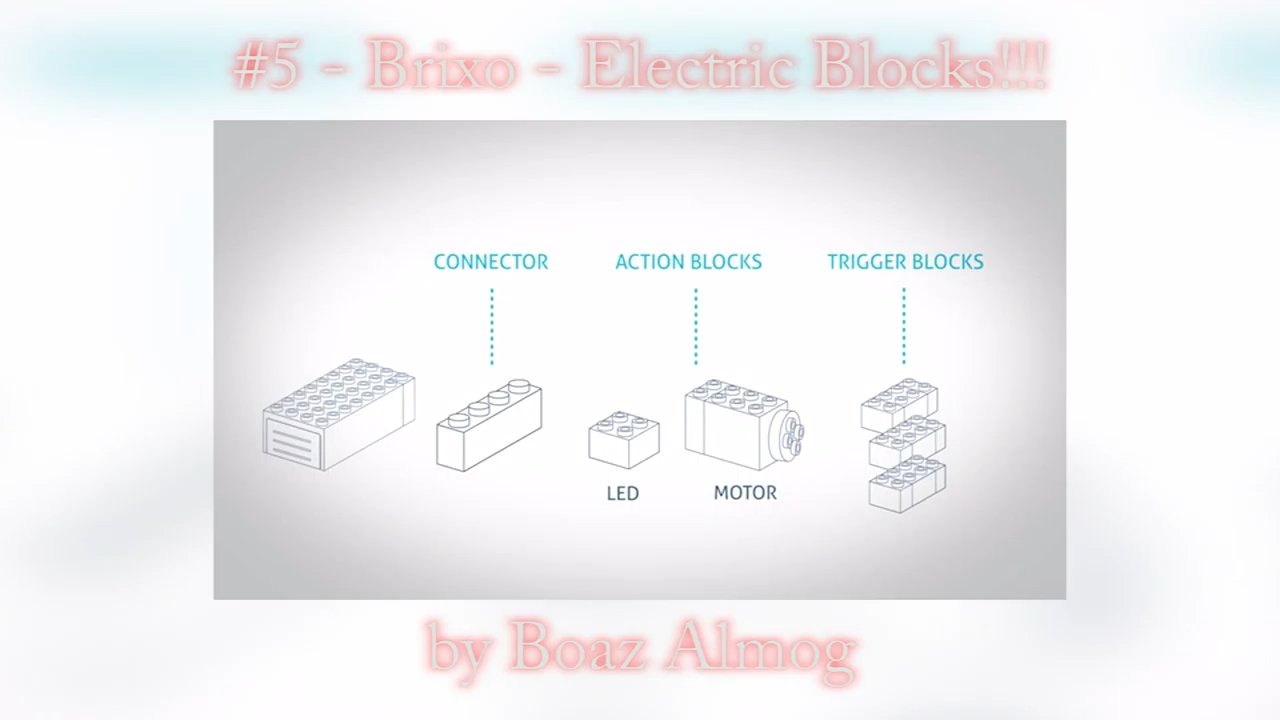 #5 - Brixo - Electric Blocks!!!
CONNECTOR ACTION BLOCKS TRIGGER BLOCKS
LED MOTOR
by Boaz Almog